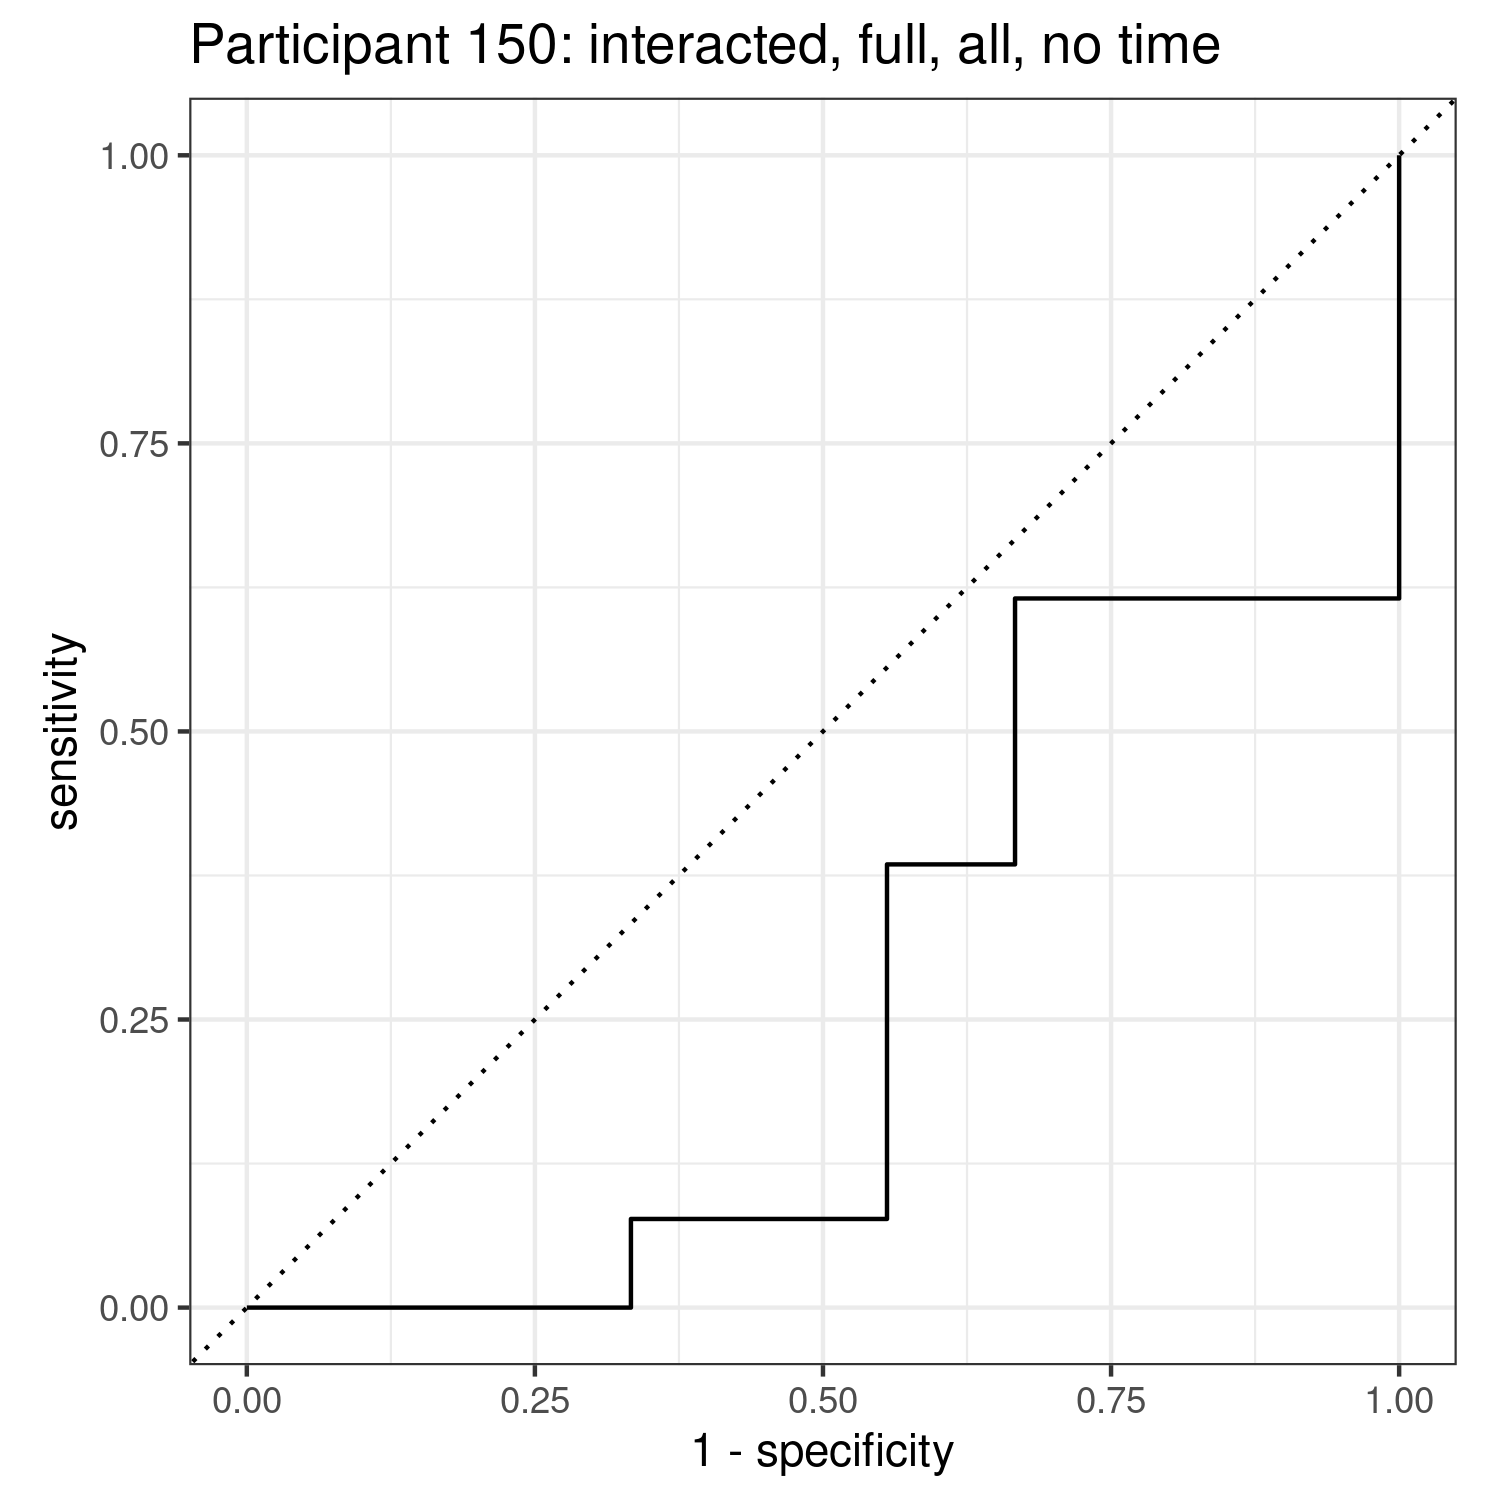 Participant 150: interacted, full, all, no time
1.00
0.75
0.50
0.25
0.00
sensitivity
0.00 0.25 0.50 0.75 1.00
1 - specificity